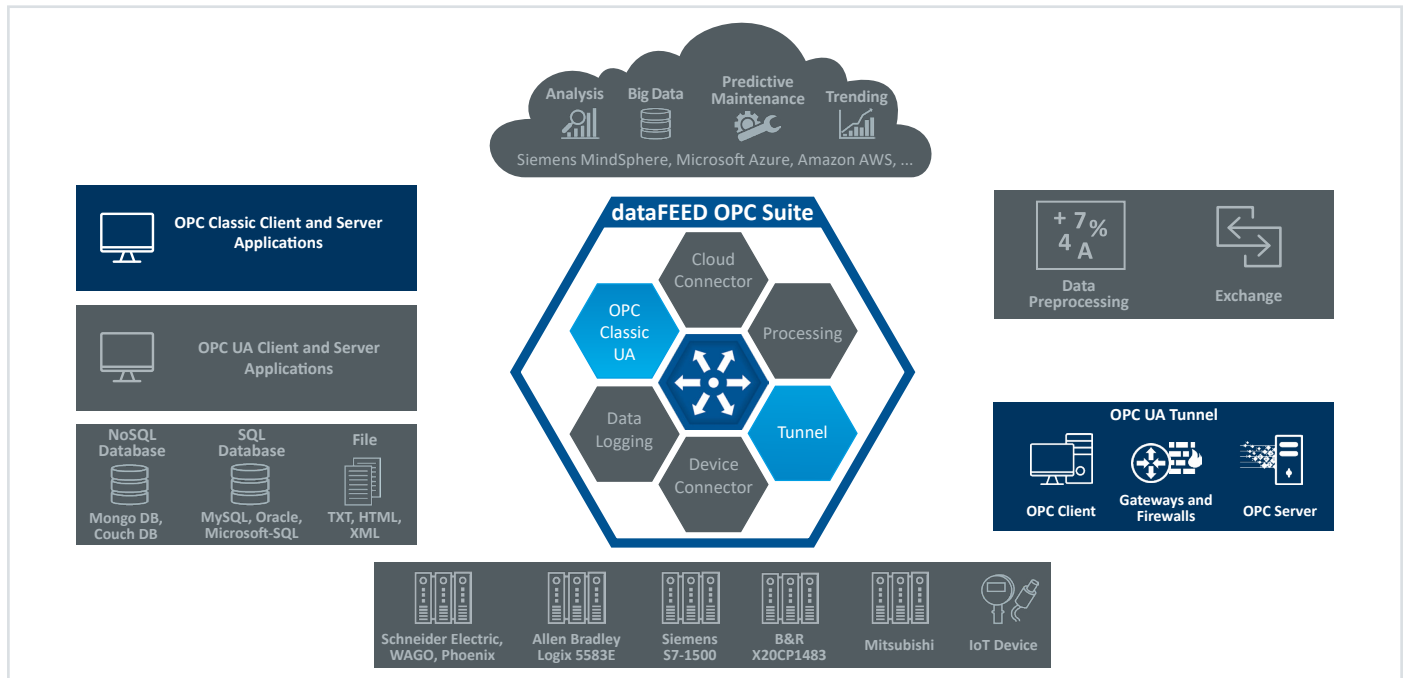 Analysis
Big Data
Predictive
Maintenance
Trending
Siemens MindSphere, Microsoft Azure, Amazon AWS, ...
OPC Classic Client and Server
Applications
OPC UA Client and Server
Applications
NoSQL
Database
Mongo DB,
Couch DB
SQL
Database
MySQL, Oracle,
Microsoft-SQL
File
TXT, HTML,
XML
dataFEED OPC Suite
Cloud
Connector
OPC
Classic
UA
Processing
Data
Logging
Tunnel
Device
Connector
+ 7%
4 A
Data
Preprocessing
Exchange
OPC UA Tunnel
OPC Client
Gateways and
Firewalls
OPC Server
Schneider Electric,
WAGO, Phoenix
Allen Bradley
Logix 5583E
Siemens
S7-1500
B&R
X20CP1483
Mitsubishi
IoT Device